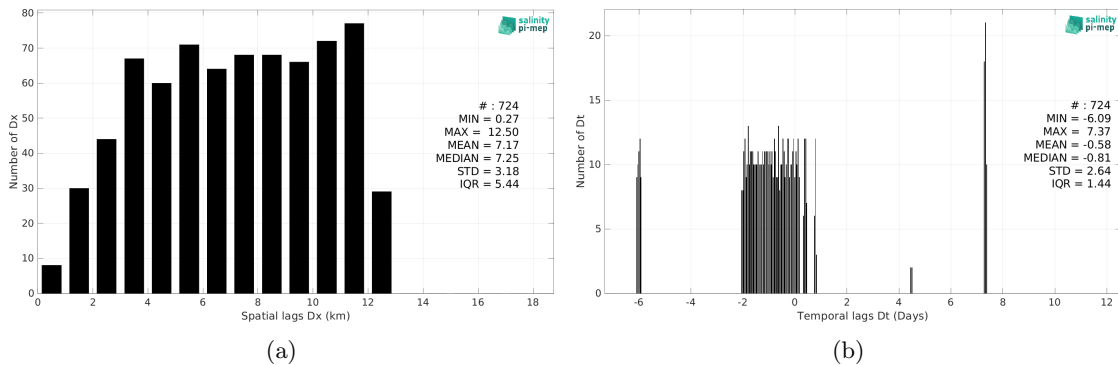 80
70
60
50
40
30
20
10
0
Number of Dx
0 2 4 6 8 10 12 14 16 18
Spatial lags Dx (km)
salinity
pi-mep
# : 724
MIN = 0.27
MAX = 12.50
MEAN = 7.17
MEDIAN = 7.25
STD = 3.18
IQR = 5.44
(a)
20
15
10
5
0
Number of Dt
-6 -4 -2 0 2 4 6 8 10 12
Temporal lags Dt (Days)
salinity
pi-mep
# : 724
MIN = -6.09
MAX = 7.37
MEAN = -0.58
MEDIAN = -0.81
STD = 2.64
IQR = 1.44
(b)